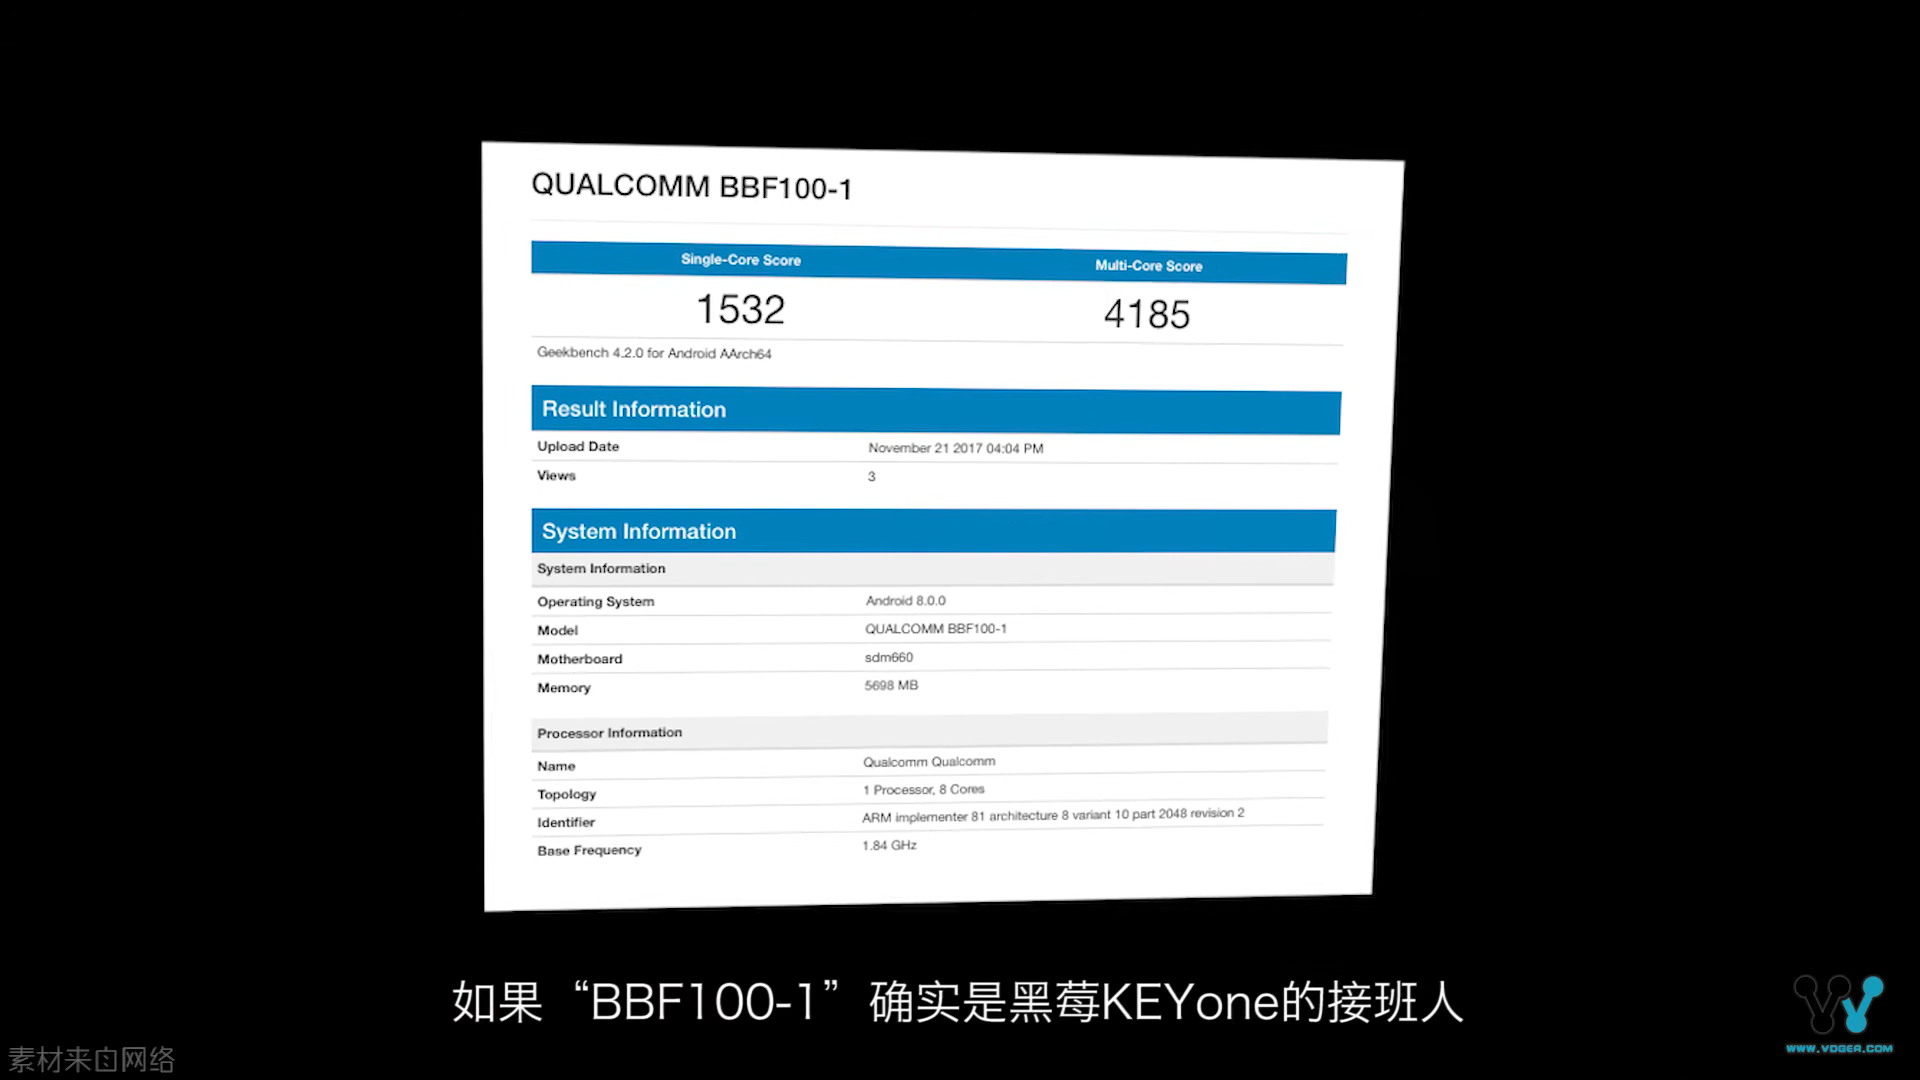 QUALCOMM BBF100-1
Single-Core Score Multi-Core Score
1532 4185
Geekbench 4.2.0 for Android AArch64
Result Information
Upload Date November 21 2017 04:04 PM
Views 3
System Information
System Information
Operating System Android 8.0.0
Model QUALCOMM BBF100-1
Motherboard sdm660
Memory 5698 MB
Processor Information
Name Qualcomm Qualcomm
Topology 1 Processor, 8 Cores
Identifier ARM implementer 81 architecture 8 variant 10 part 2048 revision 2
Base Frequency 1.84 GHz
如果“BBF100-1”确实是黑莓KEYone的接班人
素材来自网络
WWW.VOGER.COM